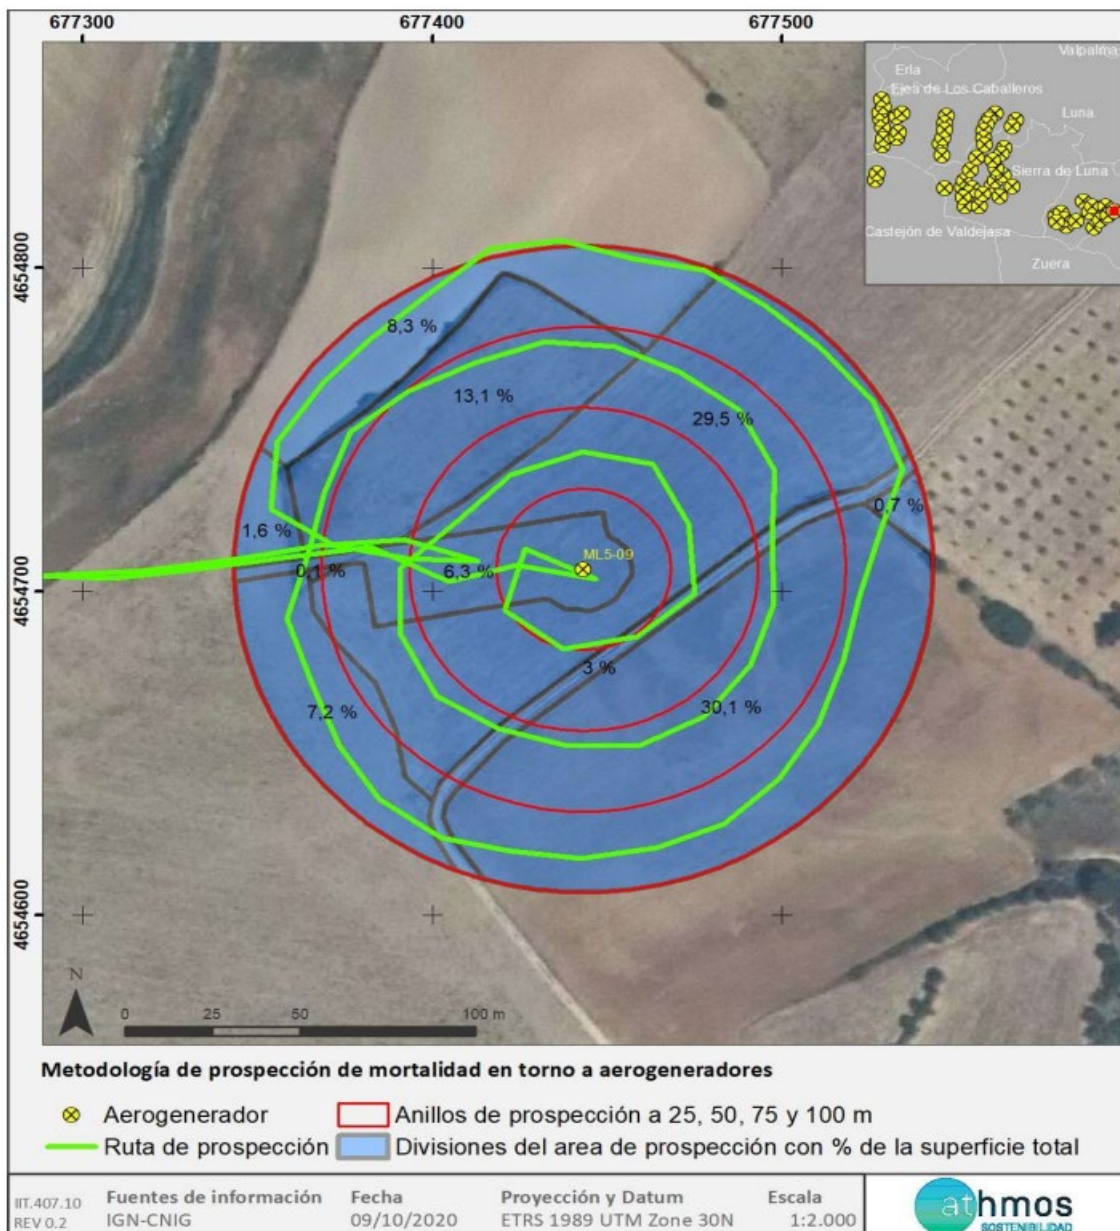 677300
677400
677500
Valpalma
Erla
Ejea de Los Caballeros
Luna
Sierra de Luna
Castejón de Valdejasa
Zuera
4654800
8,3 %
13,1 %
29,5 %
1,6 %
0,7 %
ML5-09
4654700
0,1 %
6,3 %
3 %
7,2 %
30,1 %
4654600
N
0 25 50 100 m
Metodología de prospección de mortalidad en torno a aerogeneradores
Aerogenerador
Anillos de prospección a 25, 50, 75 y 100 m
Ruta de prospección
Divisiones del area de prospección con % de la superficie total
IIT.407.10
REV 0.2
Fuentes de información
IGN-CNIG
Fecha
09/10/2020
Proyección y Datum
ETRS 1989 UTM Zone 30N
Escala
1:2.000
athmos
SOSTENIBILIDAD